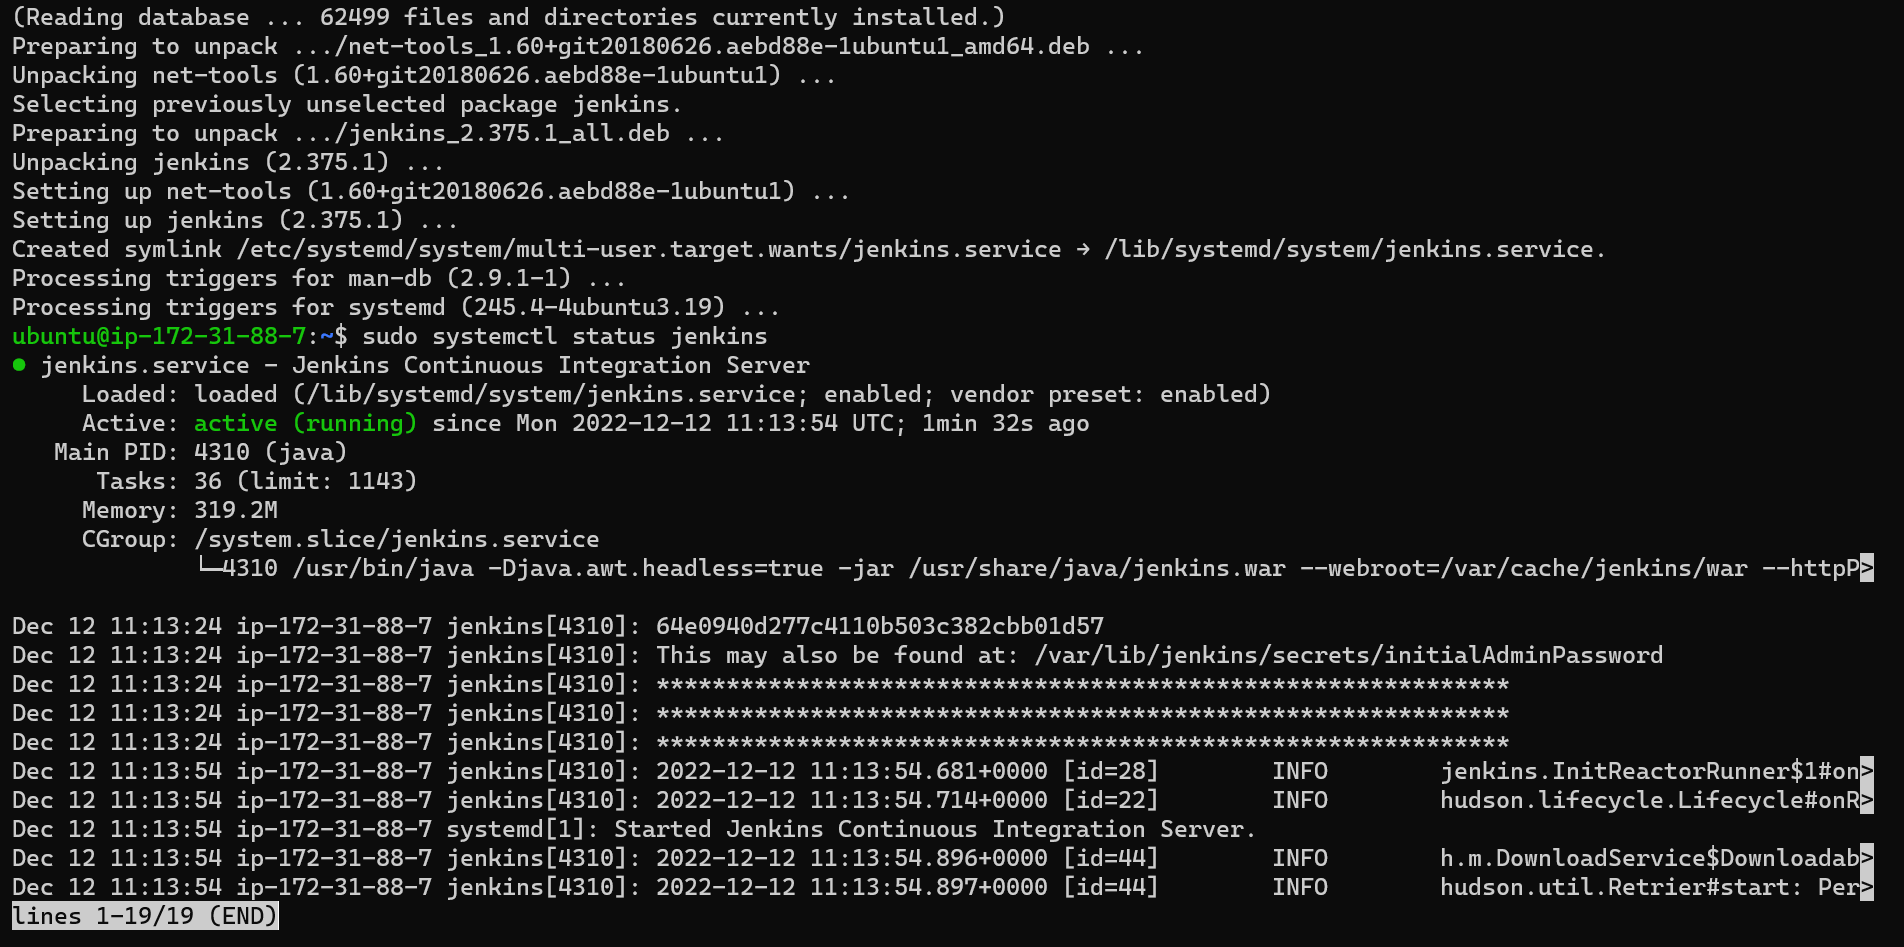 (Reading database ... 62499 files and directories currently installed.)
Preparing to unpack .../net-tools_1.60+git20180626.aebd88e-1ubuntu1_amd64.deb ...
Unpacking net-tools (1.60+git20180626.aebd88e-1ubuntu1) ...
Selecting previously unselected package jenkins.
Preparing to unpack .../jenkins_2.375.1_all.deb ...
Unpacking jenkins (2.375.1) ...
Setting up net-tools (1.60+git20180626.aebd88e-1ubuntu1) ...
Setting up jenkins (2.375.1) ...
Created symlink /etc/systemd/system/multi-user.target.wants/jenkins.service → /lib/systemd/system/jenkins.service.
Processing triggers for man-db (2.9.1-1) ...
Processing triggers for systemd (245.4-4ubuntu3.19) ...
ubuntu@ip-172-31-88-7:~$ sudo systemctl status jenkins
● jenkins.service - Jenkins Continuous Integration Server
     Loaded: loaded (/lib/systemd/system/jenkins.service; enabled; vendor preset: enabled)
     Active: active (running) since Mon 2022-12-12 11:13:54 UTC; 1min 32s ago
   Main PID: 4310 (java)
      Tasks: 36 (limit: 1143)
     Memory: 319.2M
     CGroup: /system.slice/jenkins.service
             └─4310 /usr/bin/java -Djava.awt.headless=true -jar /usr/share/java/jenkins.war --webroot=/var/cache/jenkins/war --httpP>
Dec 12 11:13:24 ip-172-31-88-7 jenkins[4310]: 64e0940d277c4110b503c382cbb01d57
Dec 12 11:13:24 ip-172-31-88-7 jenkins[4310]: This may also be found at: /var/lib/jenkins/secrets/initialAdminPassword
Dec 12 11:13:24 ip-172-31-88-7 jenkins[4310]: *************************************************************
Dec 12 11:13:24 ip-172-31-88-7 jenkins[4310]: *************************************************************
Dec 12 11:13:24 ip-172-31-88-7 jenkins[4310]: *************************************************************
Dec 12 11:13:54 ip-172-31-88-7 jenkins[4310]: 2022-12-12 11:13:54.681+0000 [id=28]        INFO        jenkins.InitReactorRunner$1#on>
Dec 12 11:13:54 ip-172-31-88-7 jenkins[4310]: 2022-12-12 11:13:54.714+0000 [id=22]        INFO        hudson.lifecycle.Lifecycle#onR>
Dec 12 11:13:54 ip-172-31-88-7 systemd[1]: Started Jenkins Continuous Integration Server.
Dec 12 11:13:54 ip-172-31-88-7 jenkins[4310]: 2022-12-12 11:13:54.896+0000 [id=44]        INFO        h.m.DownloadService$Downloadab>
Dec 12 11:13:54 ip-172-31-88-7 jenkins[4310]: 2022-12-12 11:13:54.897+0000 [id=44]        INFO        hudson.util.Retrier#start: Per>
lines 1-19/19 (END)